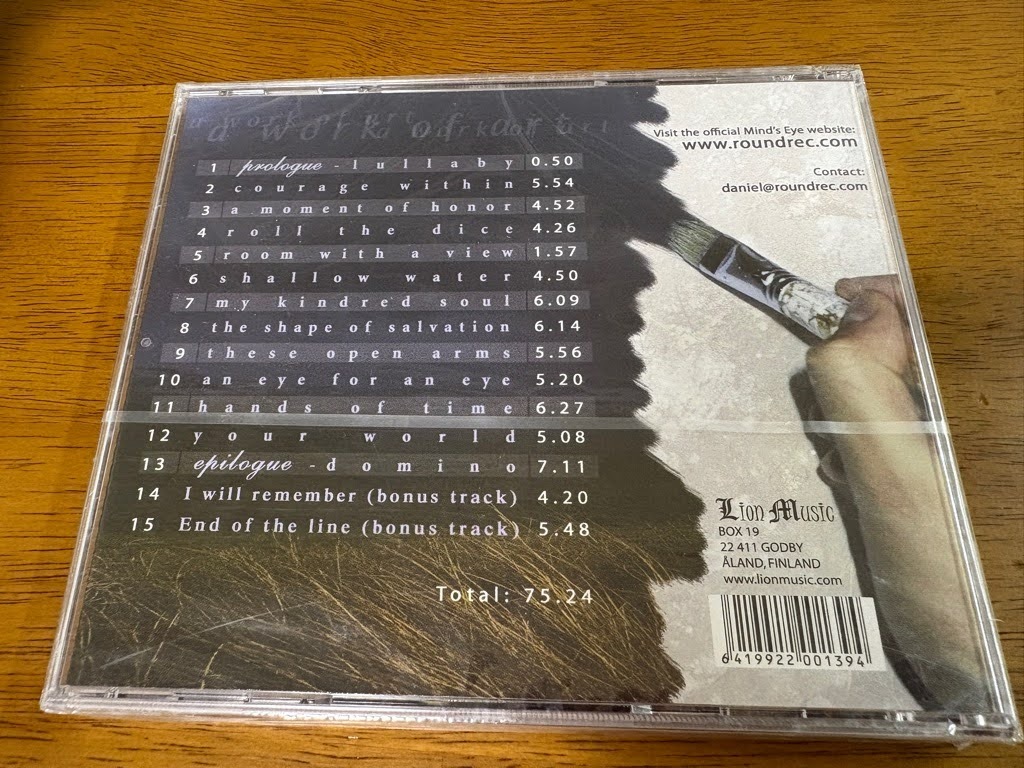 a work of art
1 prologue - lullaby 0.50
2 courage within 5.54
3 a moment of honor 4.52
4 roll the dice 4.26
5 room with a view 1.57
6 shallow water 4.50
7 my kindred soul 6.09
8 the shape of salvation 6.14
9 these open arms 5.56
10 an eye for an eye 5.20
11 hands of time 6.27
12 your world 5.08
13 epilogue - domino 7.11
14 I will remember (bonus track) 4.20
15 End of the line (bonus track) 5.48
Total: 75.24
Visit the official Mind's Eye website:
www.roundrec.com
Contact:
daniel@roundrec.com
Lion Music
BOX 19
22 411 GODBY
ÅLAND, FINLAND
www.lionmusic.com
6 419922 001394